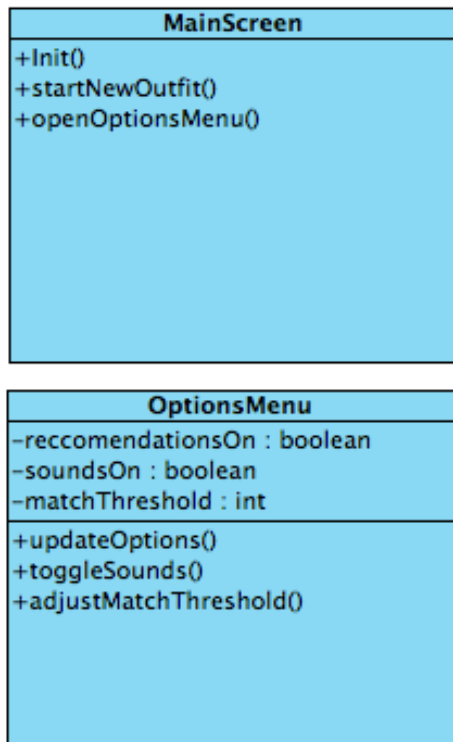 MainScreen
+Init()
+startNewOutfit()
+openOptionsMenu()
OptionsMenu
-reccomendationsOn : boolean
-soundsOn : boolean
-matchThreshold : int
+updateOptions()
+toggleSounds()
+adjustMatchThreshold()